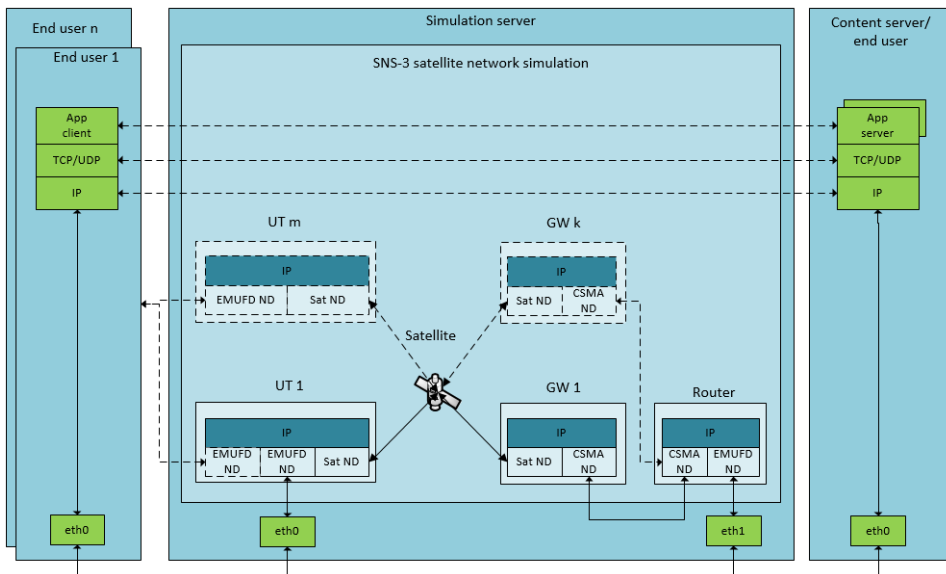 End user n
End user 1
App
client
TCP/UDP
IP
eth0
Simulation server
SNS-3 satellite network simulation
UT m
IP
EMUFD ND
Sat ND
GW k
IP
Sat ND
CSMA
ND
Satellite
UT 1
IP
EMUFD
ND
EMUFD
ND
Sat ND
GW 1
IP
Sat ND
CSMA
ND
Router
IP
CSMA
ND
EMUFD
ND
eth0
eth1
Content server/
end user
App
server
TCP/UDP
IP
eth0